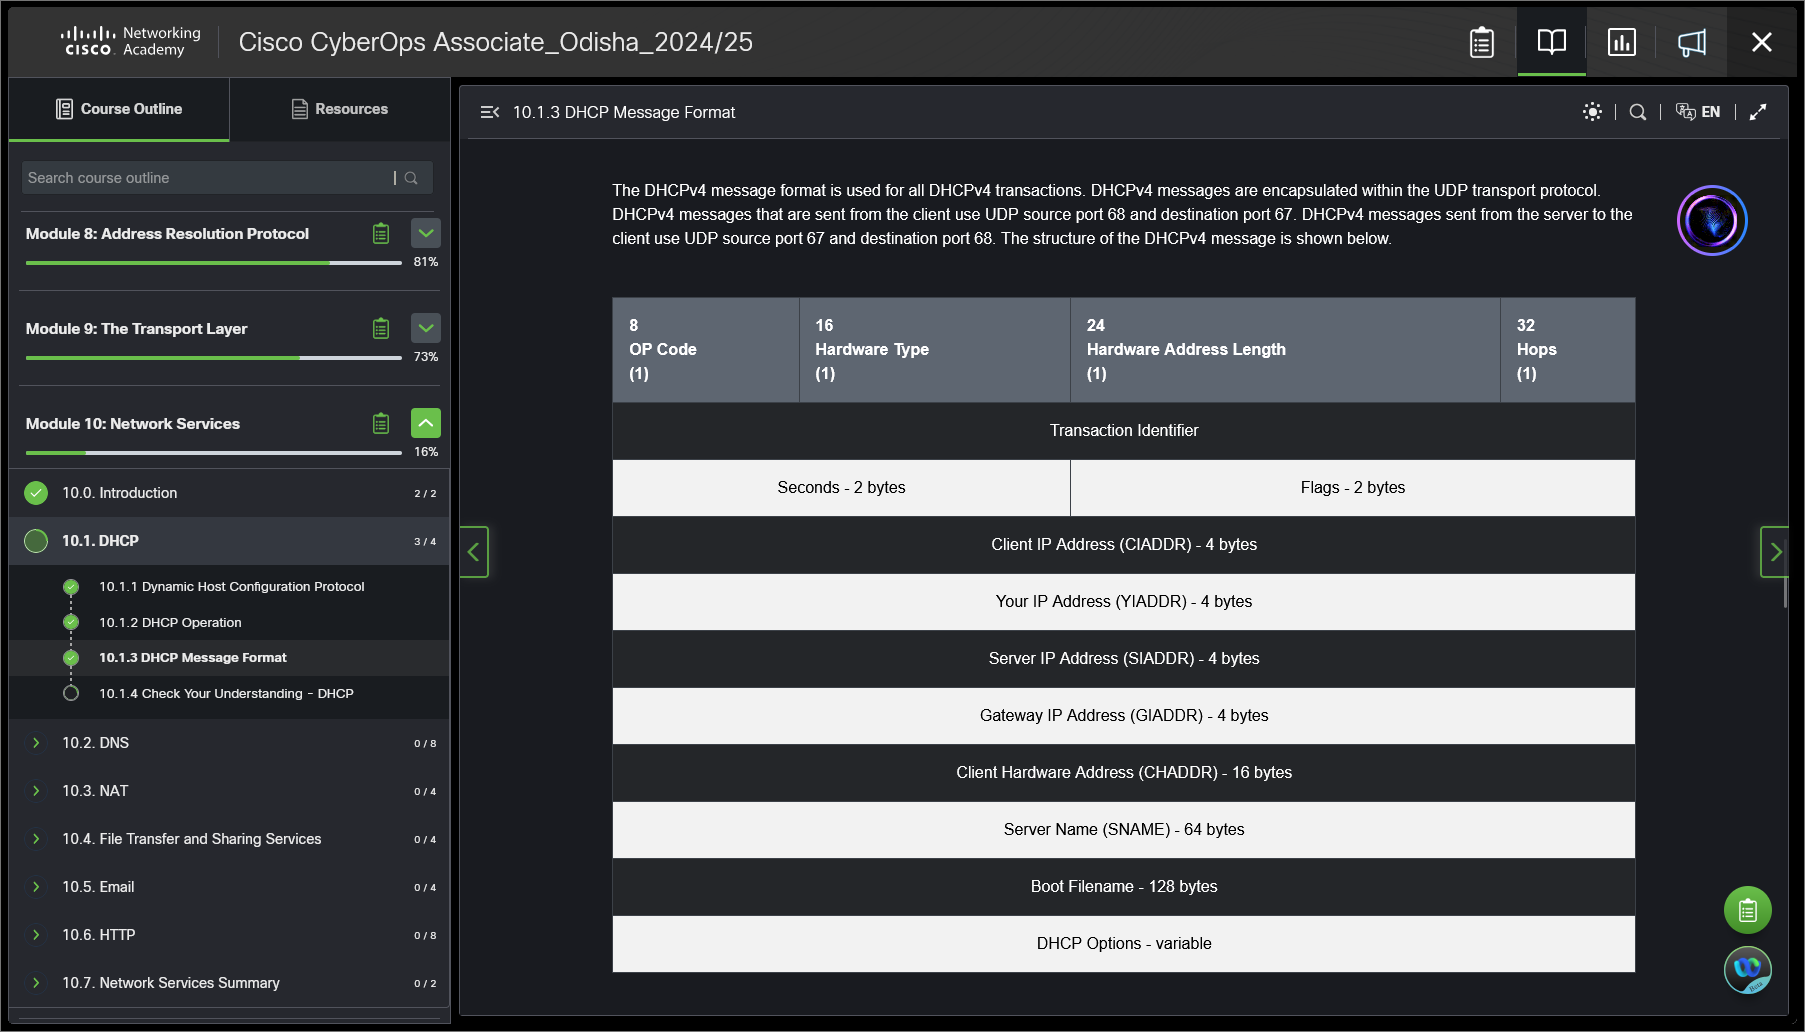 CISCO Networking Academy
Cisco CyberOps Associate_Odisha_2024/25
Course Outline
Resources
Search course outline
Module 8: Address Resolution Protocol
81%
Module 9: The Transport Layer
73%
Module 10: Network Services
16%
10.0. Introduction 2 / 2
10.1. DHCP 3 / 4
10.1.1 Dynamic Host Configuration Protocol
10.1.2 DHCP Operation
10.1.3 DHCP Message Format
10.1.4 Check Your Understanding - DHCP
10.2. DNS 0 / 8
10.3. NAT 0 / 4
10.4. File Transfer and Sharing Services 0 / 4
10.5. Email 0 / 4
10.6. HTTP 0 / 8
10.7. Network Services Summary 0 / 2
10.1.3 DHCP Message Format
EN
The DHCPv4 message format is used for all DHCPv4 transactions. DHCPv4 messages are encapsulated within the UDP transport protocol.
DHCPv4 messages that are sent from the client use UDP source port 68 and destination port 67. DHCPv4 messages sent from the server to the
client use UDP source port 67 and destination port 68. The structure of the DHCPv4 message is shown below.
8 16 24 32
OP Code Hardware Type Hardware Address Length Hops
(1) (1) (1) (1)
Transaction Identifier
Seconds - 2 bytes Flags - 2 bytes
Client IP Address (CIADDR) - 4 bytes
Your IP Address (YIADDR) - 4 bytes
Server IP Address (SIADDR) - 4 bytes
Gateway IP Address (GIADDR) - 4 bytes
Client Hardware Address (CHADDR) - 16 bytes
Server Name (SNAME) - 64 bytes
Boot Filename - 128 bytes
DHCP Options - variable
Beta